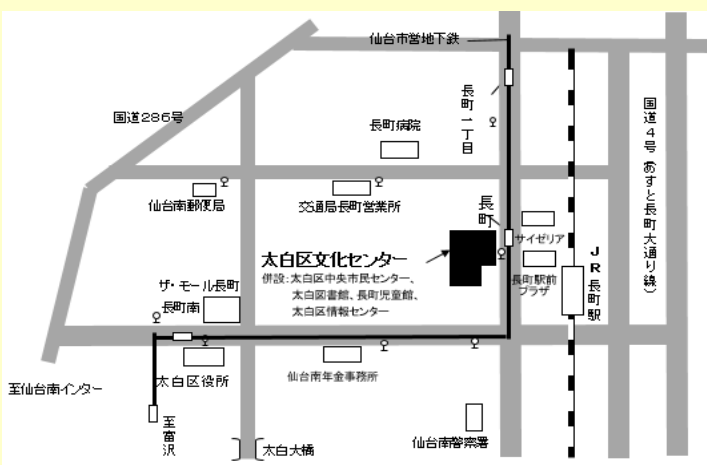 仙台市営地下鉄
国道286号
長町病院
長町一丁目
国道4号(あすと長町大通り線)
仙台南郵便局
交通局長町営業所
長町
サイゼリア
太白区文化センター
併設：太白区中央市民センター、
太白図書館、長町児童館、
太白区情報センター
長町駅前
プラザ
JR長町駅
ザ・モール長町
長町南
太白区役所
仙台南年金事務所
至仙台南インター
至富沢
太白大橋
仙台南警察署